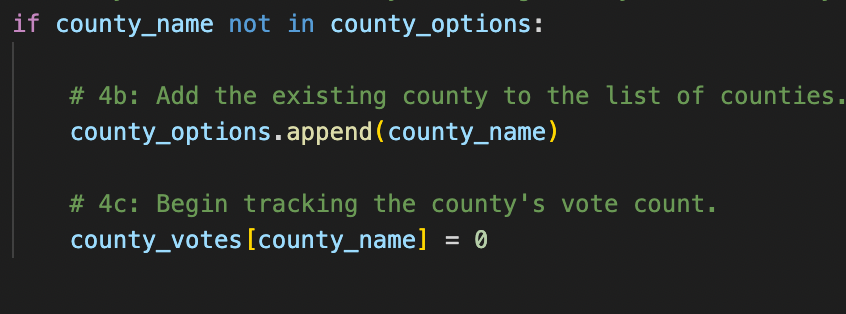 if county_name not in county_options:
# 4b: Add the existing county to the list of counties.
county_options.append(county_name)
# 4c: Begin tracking the county's vote count.
county_votes[county_name] = 0